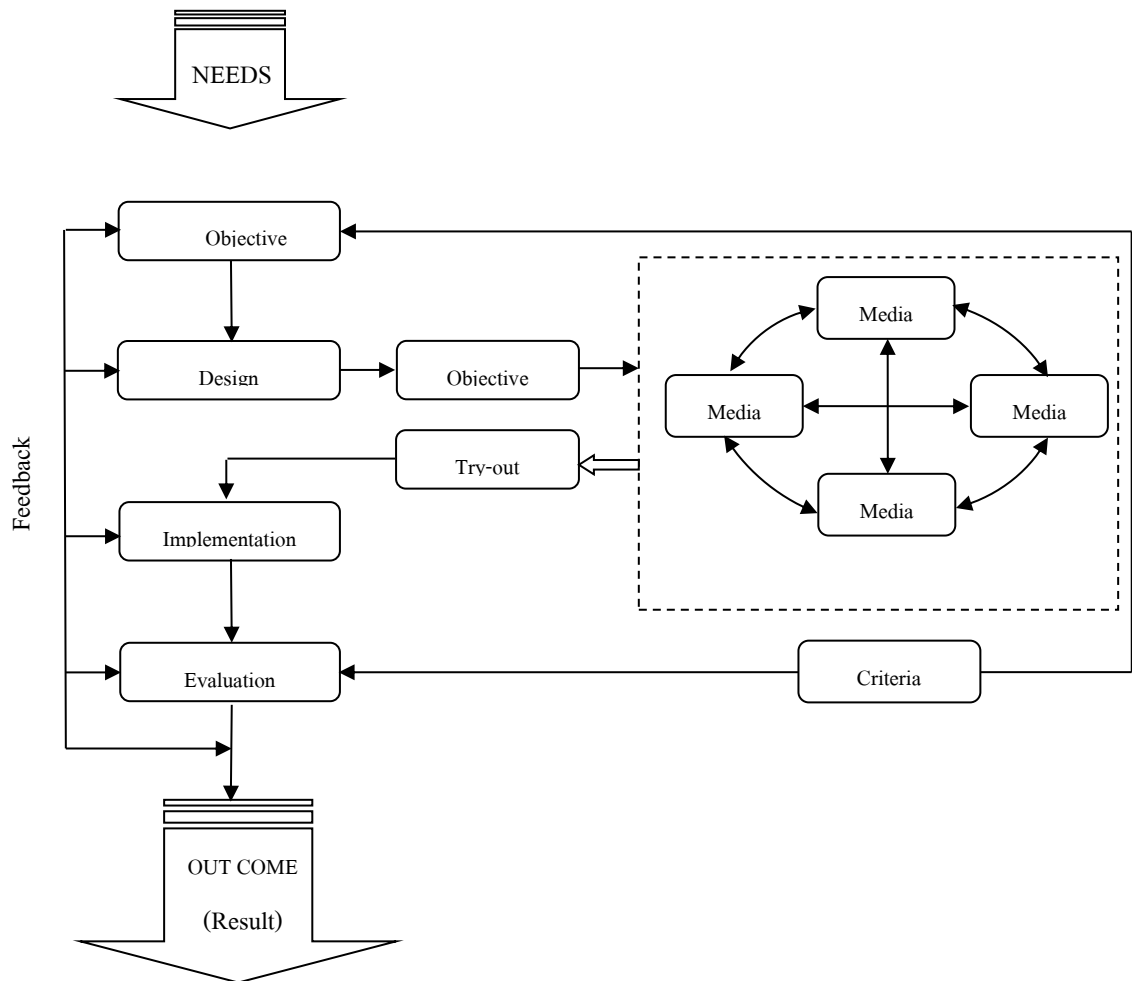 NEEDS
Objective
Media
Design
Objective
Media
Media
Try-out
Media
Implementation
Feedback
Evaluation
Criteria
OUT COME
(Result)